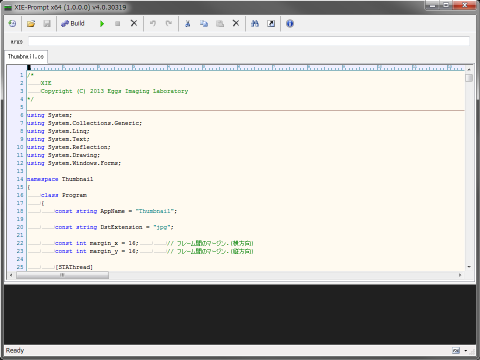 XIE-Prompt x64 (1.0.0.0) v4.0.30319
Build
args
Thumbnail.cs
1 /*
2 XIE
3 Copyright (C) 2013 Eggs Imaging Laboratory
4 */
5
6 using System;
7 using System.Collections.Generic;
8 using System.Linq;
9 using System.Text;
10 using System.Reflection;
11 using System.Drawing;
12 using System.Windows.Forms;
13
14 namespace Thumbnail
15 {
16 class Program
17 {
18 const string AppName = "Thumbnail";
19
20 const string DstExtension = "jpg";
21
22 const int margin_x = 16; // フレーム間のマージン.(横方向)
23 const int margin_y = 16; // フレーム間のマージン.(縦方向)
24
25 [STAThread]
Ready